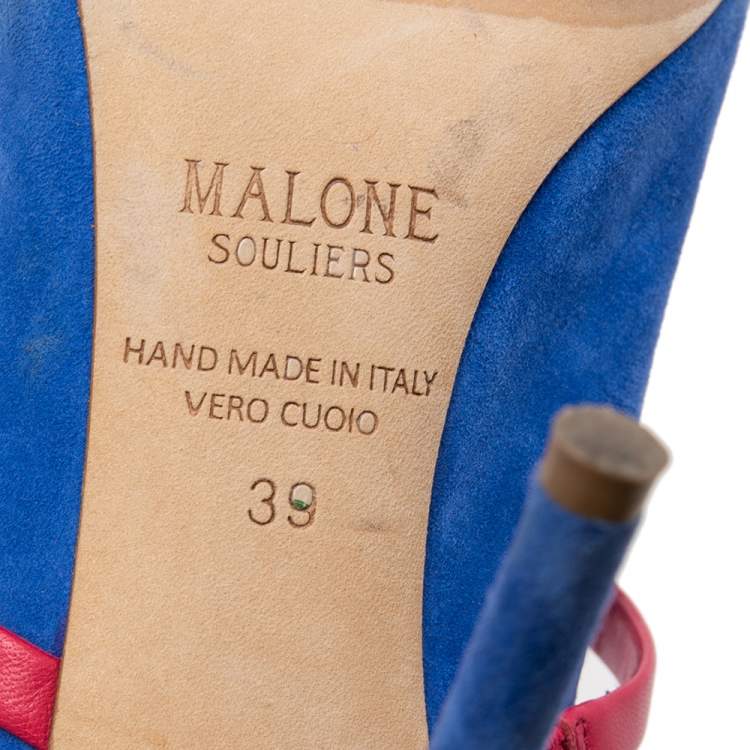 MALONE
SOULIERS
HAND MADE IN ITALY
VERO CUOIO
39